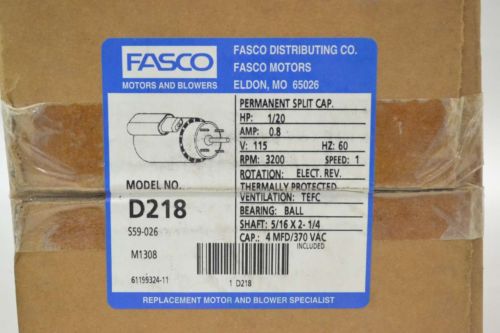 FASCO
MOTORS AND BLOWERS
FASCO DISTRIBUTING CO.
FASCO MOTORS
ELDON, MO 65026
MODEL NO.
D218
S59-026
M1308
61199324-11
PERMANENT SPLIT CAP.
HP: 1/20
AMP: 0.8
V: 115 HZ: 60
RPM: 3200 SPEED: 1
ROTATION: ELECT. REV.
THERMALLY PROTECTED
VENTILATION: TEFC
BEARING: BALL
SHAFT: 5/16 X 2- 1/4
CAP.: 4 MFD/370 VAC
INCLUDED
1 D218
REPLACEMENT MOTOR AND BLOWER SPECIALIST